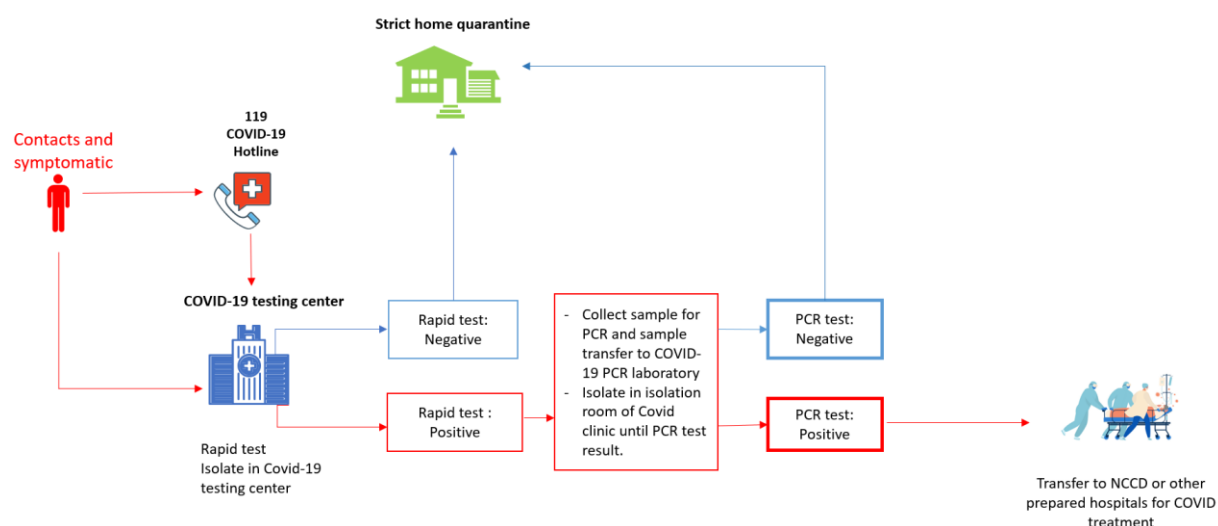 Strict home quarantine
119
COVID-19
Hotline
Contacts and
symptomatic
COVID-19 testing center
Rapid test:
Negative
- Collect sample for
PCR and sample
transfer to COVID-
19 PCR laboratory
- Isolate in isolation
room of Covid
clinic until PCR test
result.
PCR test:
Negative
Rapid test :
Positive
PCR test:
Positive
Rapid test
Isolate in Covid-19
testing center
Transfer to NCCD or other
prepared hospitals for COVID
treatment